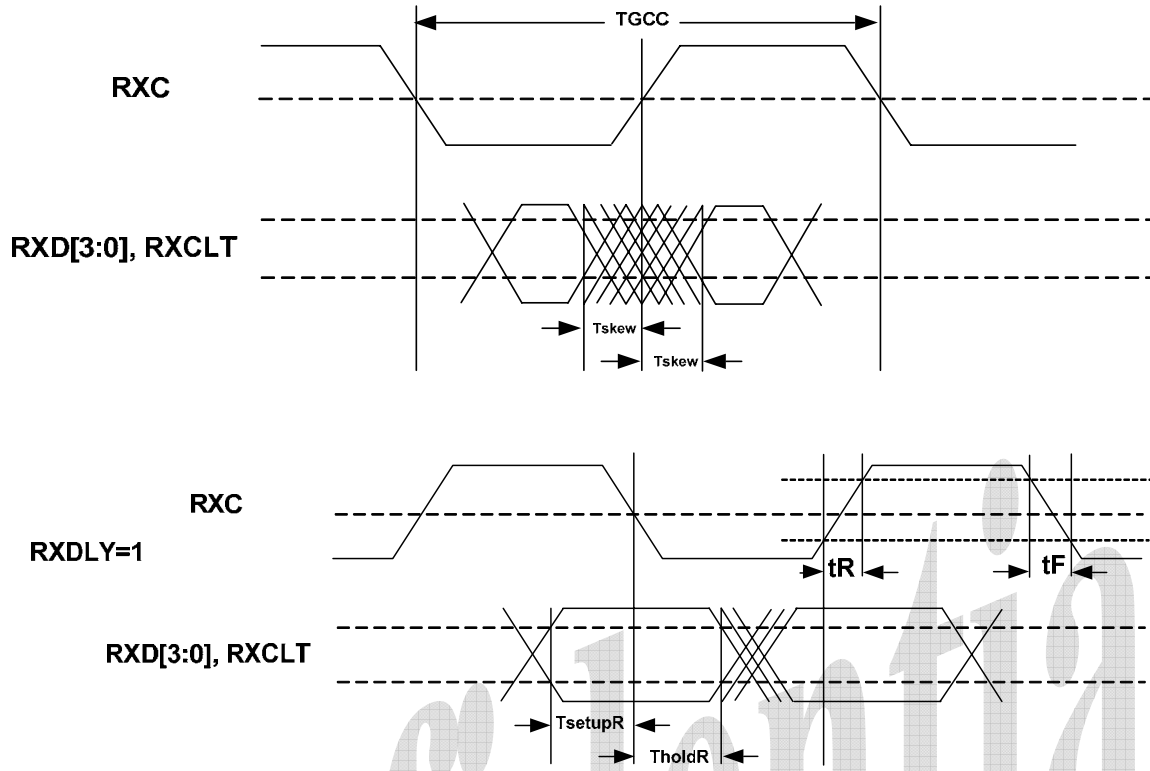 TGCC
RXC
RXD[3:0], RXCLT
Tskew
Tskew
RXC
RXDLY=1
tR
tF
RXD[3:0], RXCLT
TsetupR
TholdR